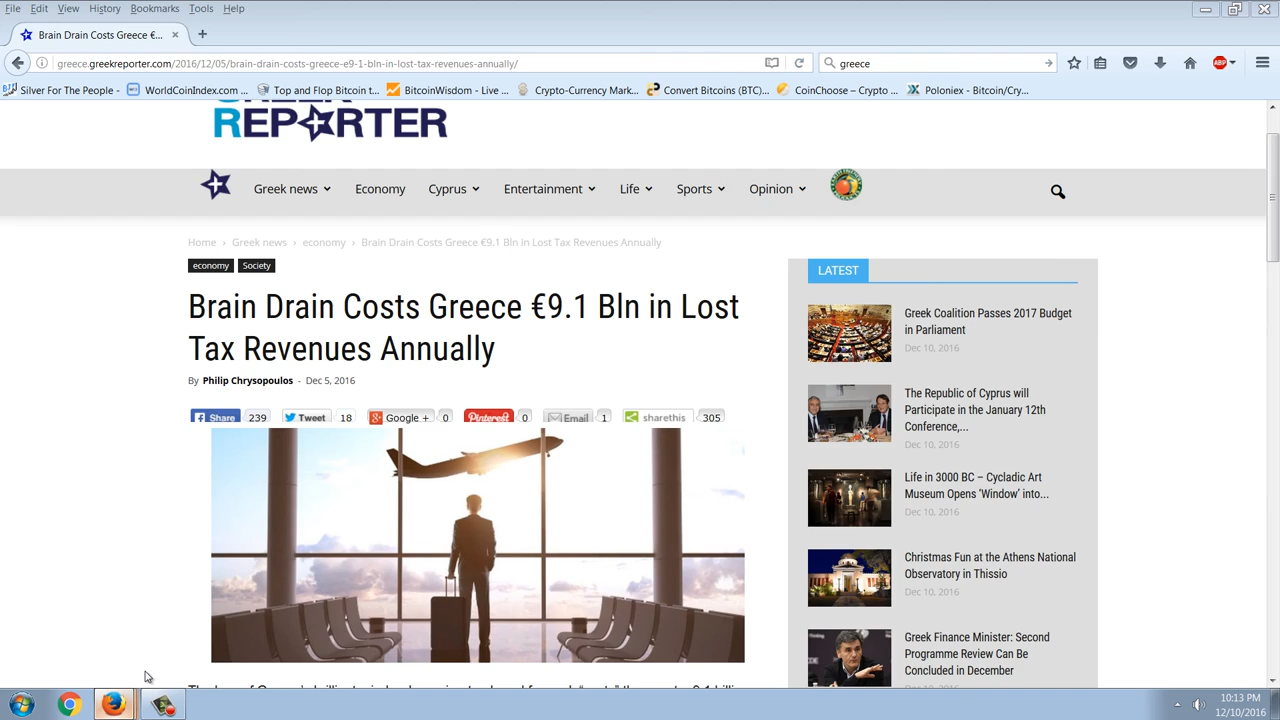 File Edit View History Bookmarks Tools Help
Brain Drain Costs Greece €...
greece.greekreporter.com/2016/12/05/brain-drain-costs-greece-e9-1-bln-in-lost-tax-revenues-annually/
greece
ABP
Silver For The People - WorldCoinIndex.com ... Top and Flop Bitcoin t... BitcoinWisdom - Live ... Crypto-Currency Mark... Convert Bitcoins (BTC)... CoinChoose – Crypto ... Poloniex - Bitcoin/Cry...
REPORTER
Greek news Economy Cyprus Entertainment Life Sports Opinion
Home › Greek news › economy › Brain Drain Costs Greece €9.1 Bln in Lost Tax Revenues Annually
economy Society
Brain Drain Costs Greece €9.1 Bln in Lost
Tax Revenues Annually
By Philip Chrysopoulos - Dec 5, 2016
Share 239 Tweet 18 Google + 0 Pinterest 0 Email 1 sharethis 305
LATEST
Greek Coalition Passes 2017 Budget
in Parliament
Dec 10, 2016
The Republic of Cyprus will
Participate in the January 12th
Conference,...
Dec 10, 2016
Life in 3000 BC – Cycladic Art
Museum Opens ‘Window’ into...
Dec 10, 2016
Christmas Fun at the Athens National
Observatory in Thissio
Dec 10, 2016
Greek Finance Minister: Second
Programme Review Can Be
Concluded in December
10:13 PM
12/10/2016